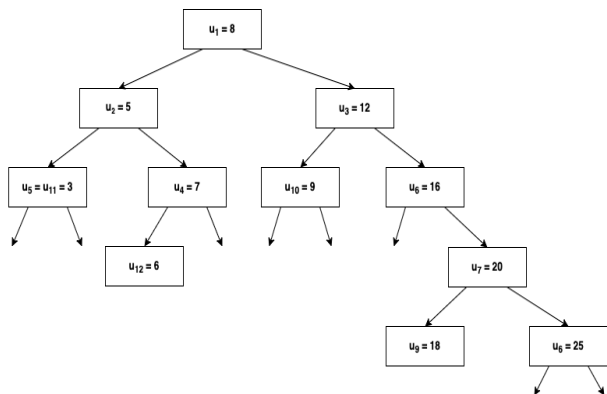 u₁ = 8
u₂ = 5
u₃ = 12
u₅ = u₁₁ = 3
u₄ = 7
u₁₀ = 9
u₆ = 16
u₁₂ = 6
u₇ = 20
u₉ = 18
u₆ = 25